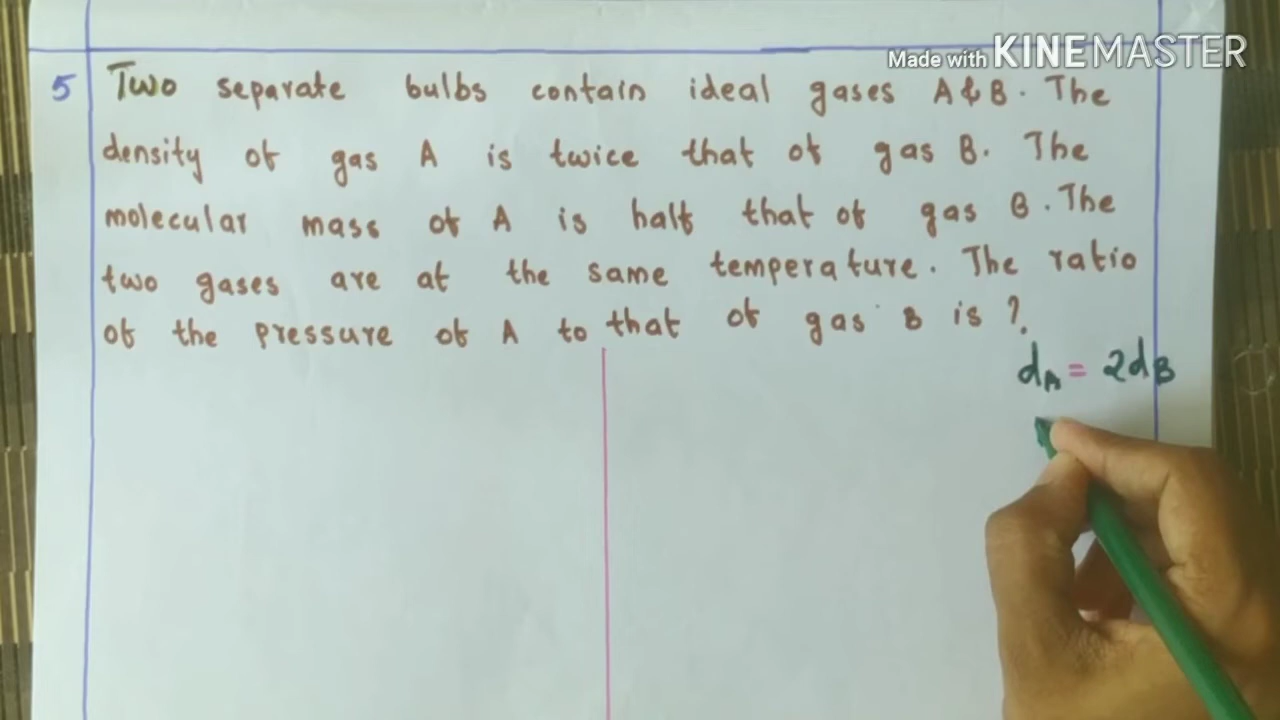 Made with KINEMASTER
5 Two separate bulbs contain ideal gases A & B. The
density of gas A is twice that of gas B. The
molecular mass of A is half that of gas B. The
two gases are at the same temperature. The ratio
of the pressure of A to that of gas B is ?
dA = 2dB